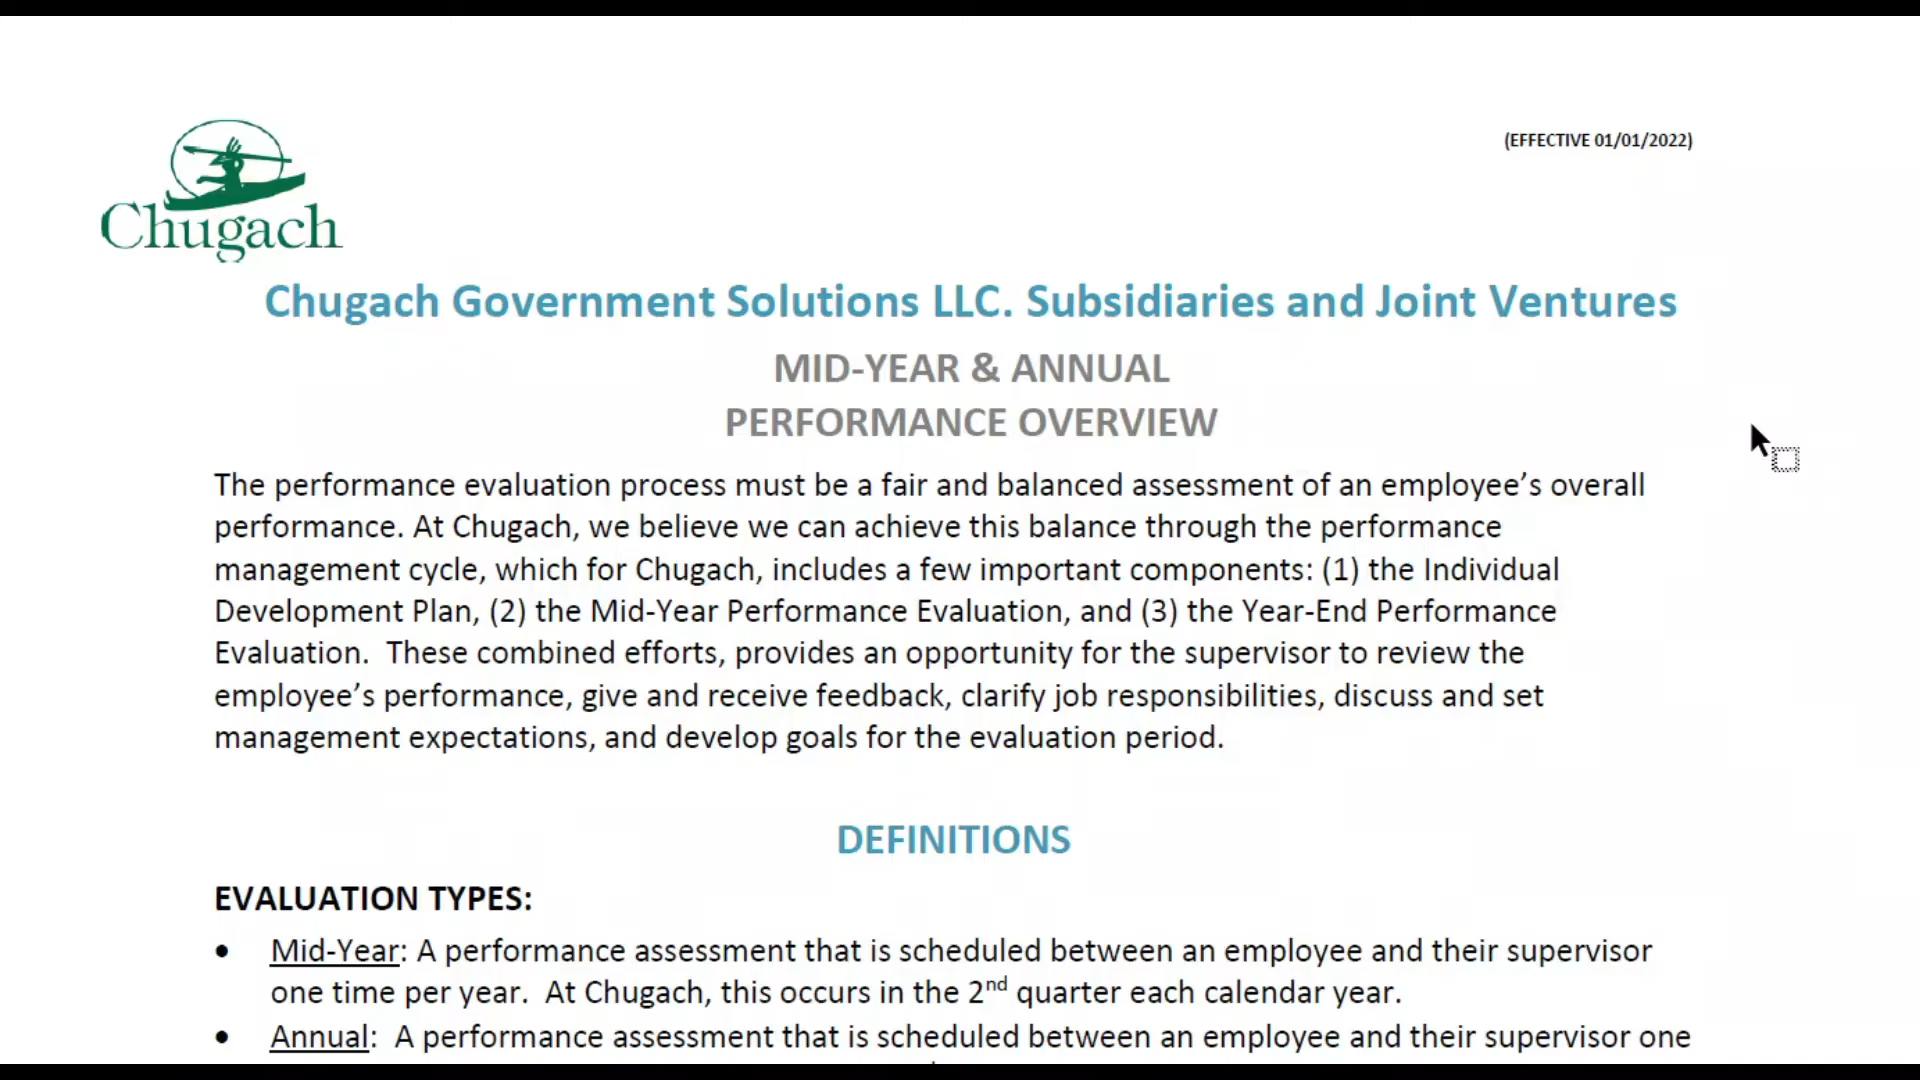 (EFFECTIVE 01/01/2022)
Chugach
Chugach Government Solutions LLC. Subsidiaries and Joint Ventures
MID-YEAR & ANNUAL
PERFORMANCE OVERVIEW
The performance evaluation process must be a fair and balanced assessment of an employee’s overall
performance. At Chugach, we believe we can achieve this balance through the performance
management cycle, which for Chugach, includes a few important components: (1) the Individual
Development Plan, (2) the Mid-Year Performance Evaluation, and (3) the Year-End Performance
Evaluation.  These combined efforts, provides an opportunity for the supervisor to review the
employee’s performance, give and receive feedback, clarify job responsibilities, discuss and set
management expectations, and develop goals for the evaluation period.
DEFINITIONS
EVALUATION TYPES:
• Mid-Year: A performance assessment that is scheduled between an employee and their supervisor
one time per year.  At Chugach, this occurs in the 2nd quarter each calendar year.
• Annual:  A performance assessment that is scheduled between an employee and their supervisor one